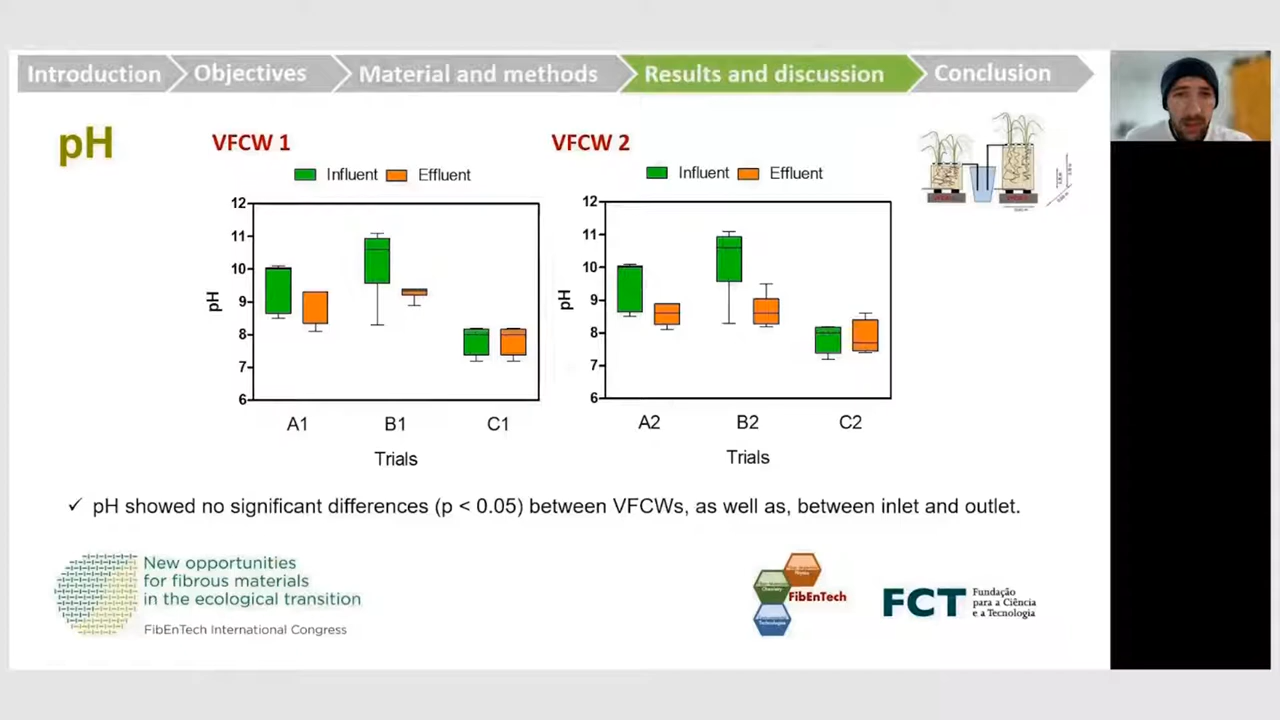 Introduction
Objectives
Material and methods
Results and discussion
Conclusion
pH
VFCW 1
Influent
Effluent
12
11
10
9
8
7
6
pH
A1
B1
C1
Trials
VFCW 2
Influent
Effluent
12
11
10
9
8
7
6
pH
A2
B2
C2
Trials
✓ pH showed no significant differences (p < 0.05) between VFCWs, as well as, between inlet and outlet.
New opportunities
for fibrous materials
in the ecological transition
FibEnTech International Congress
Chemistry
Technologies
FibEnTech
FCT
Fundação
para a Ciência
e a Tecnologia